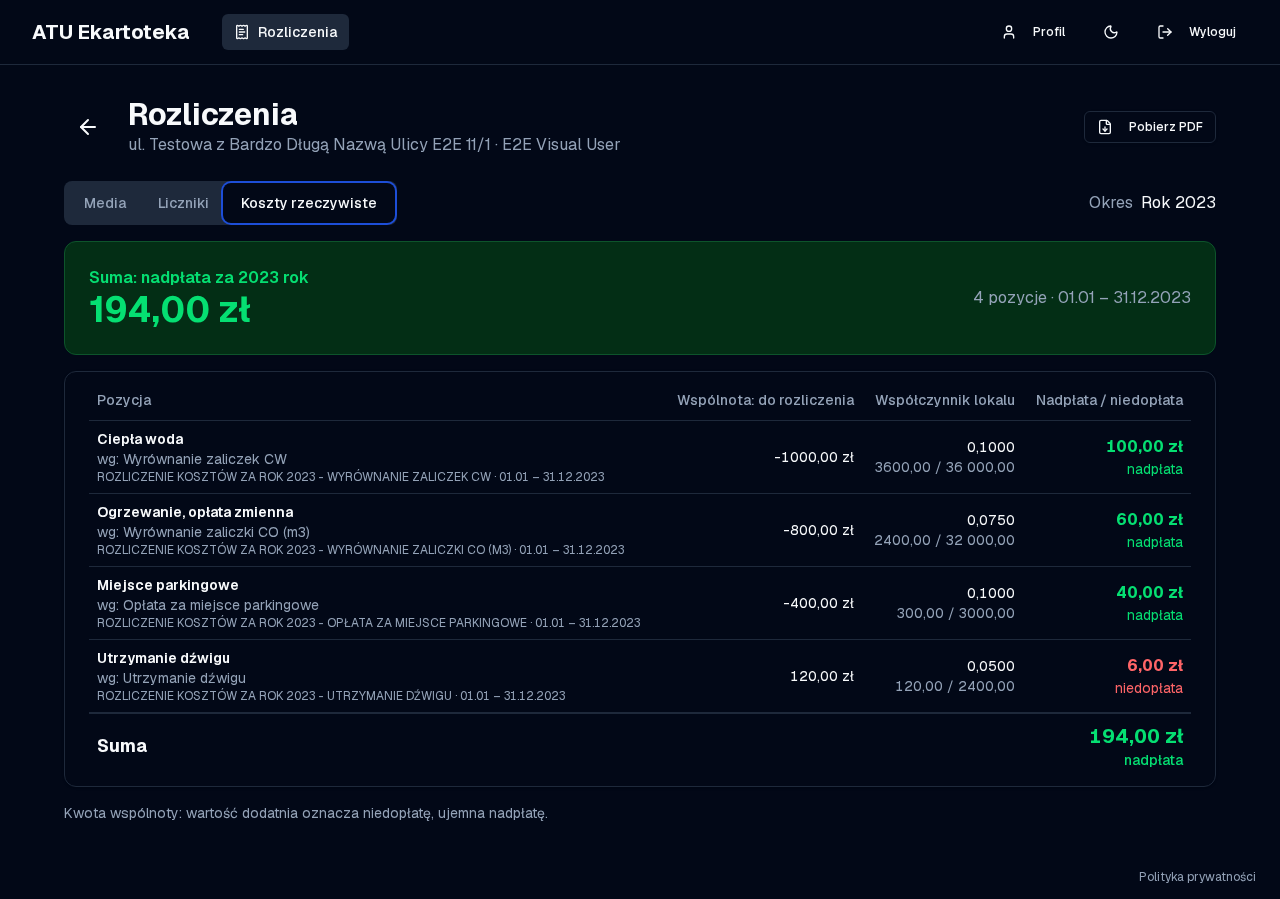 ATU Ekartoteka
Rozliczenia
Profil
Wyloguj
Rozliczenia
ul. Testowa z Bardzo Długą Nazwą Ulicy E2E 11/1 · E2E Visual User
Pobierz PDF
Media
Liczniki
Koszty rzeczywiste
Okres Rok 2023
Suma: nadpłata za 2023 rok
194,00 zł
4 pozycje · 01.01 – 31.12.2023
Pozycja
Wspólnota: do rozliczenia
Współczynnik lokalu
Nadpłata / niedopłata
Ciepła woda
wg: Wyrównanie zaliczek CW
ROZLICZENIE KOSZTÓW ZA ROK 2023 - WYRÓWNANIE ZALICZEK CW · 01.01 – 31.12.2023
-1000,00 zł
0,1000
3600,00 / 36 000,00
100,00 zł
nadpłata
Ogrzewanie, opłata zmienna
wg: Wyrównanie zaliczki CO (m3)
ROZLICZENIE KOSZTÓW ZA ROK 2023 - WYRÓWNANIE ZALICZKI CO (M3) · 01.01 – 31.12.2023
-800,00 zł
0,0750
2400,00 / 32 000,00
60,00 zł
nadpłata
Miejsce parkingowe
wg: Opłata za miejsce parkingowe
ROZLICZENIE KOSZTÓW ZA ROK 2023 - OPŁATA ZA MIEJSCE PARKINGOWE · 01.01 – 31.12.2023
-400,00 zł
0,1000
300,00 / 3000,00
40,00 zł
nadpłata
Utrzymanie dźwigu
wg: Utrzymanie dźwigu
ROZLICZENIE KOSZTÓW ZA ROK 2023 - UTRZYMANIE DŹWIGU · 01.01 – 31.12.2023
120,00 zł
0,0500
120,00 / 2400,00
6,00 zł
niedopłata
Suma
194,00 zł
nadpłata
Kwota wspólnoty: wartość dodatnia oznacza niedopłatę, ujemna nadpłatę.
Polityka prywatności